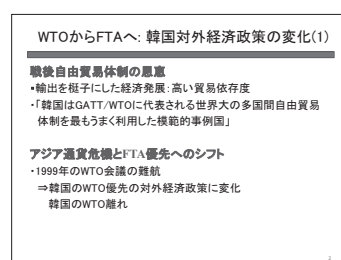 WTOからFTAへ: 韓国対外経済政策の変化(1)
戦後自由貿易体制の恩恵
▪輸出を梃子にした経済発展:高い貿易依存度
・「韓国はGATT/WTOに代表される世界大の多国間自由貿易
体制を最もうまく利用した模範的事例国」
アジア通貨危機とFTA優先へのシフト
・1999年のWTO会議の難航
⇒韓国のWTO優先の対外経済政策に変化
韓国のWTO離れ